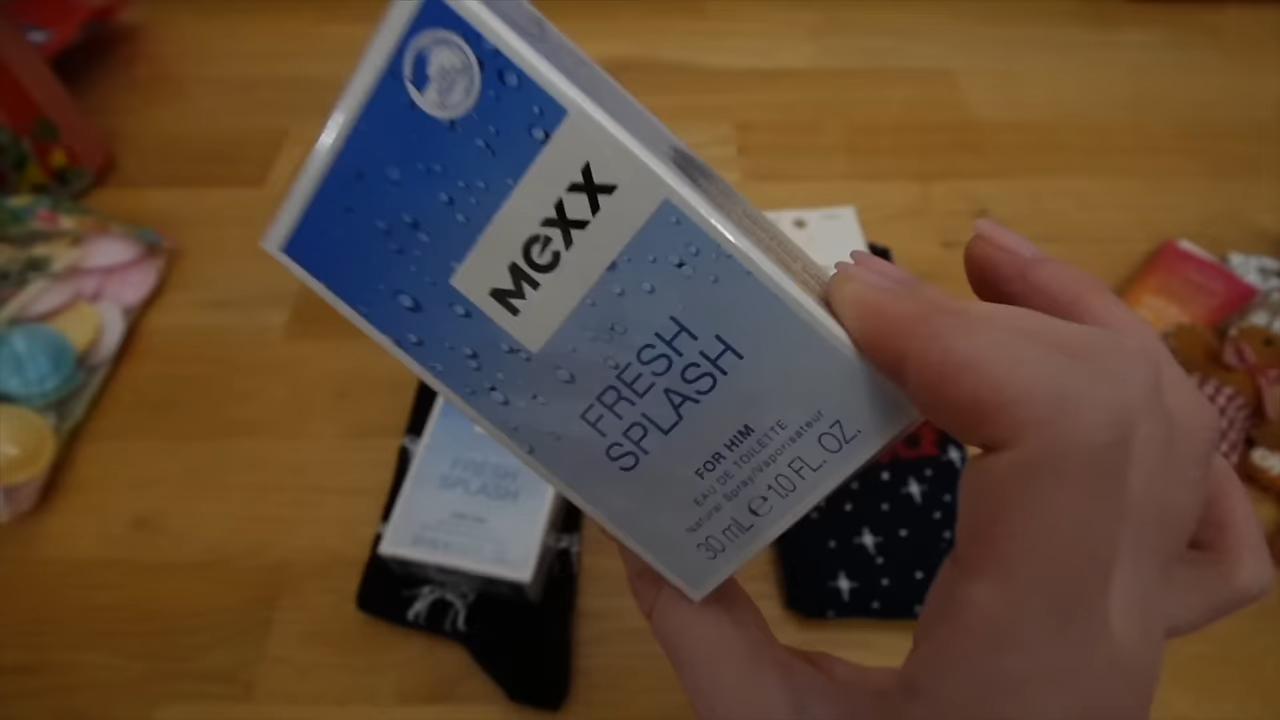 Mexx
FRESH
SPLASH
FOR HIM
EAU DE TOILETTE
Natural Spray/Vaporisateur
30 mL e 1.0 FL. OZ.
FRESH
SPLASH